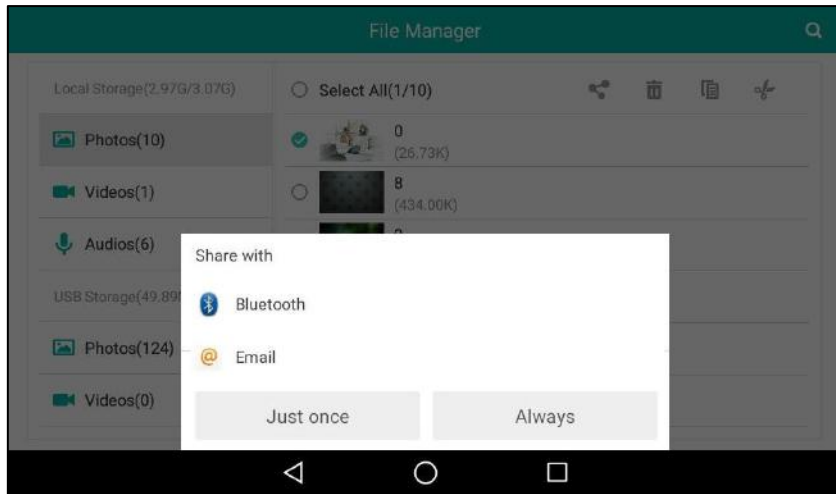 File Manager
Local Storage(2.97G/3.07G)
Photos(10)
Videos(1)
Audios(6)
Photos(124)
Videos(0)
Select All(1/10)
0
(26.73K)
8
(434.00K)
Share with
Bluetooth
@ Email
Just once
Always